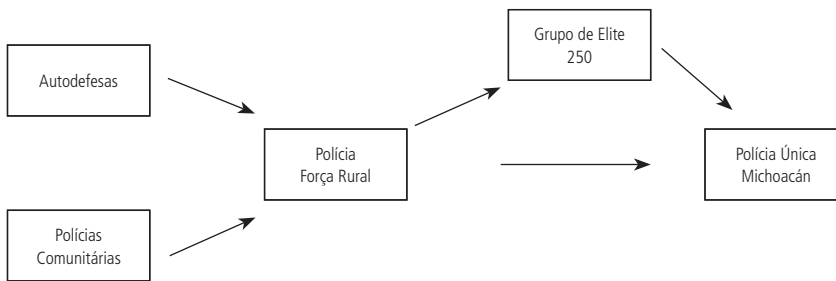 Autodefesas
Polícias
Comunitárias
Polícia
Força Rural
Grupo de Elite
250
Polícia Única
Michoacán